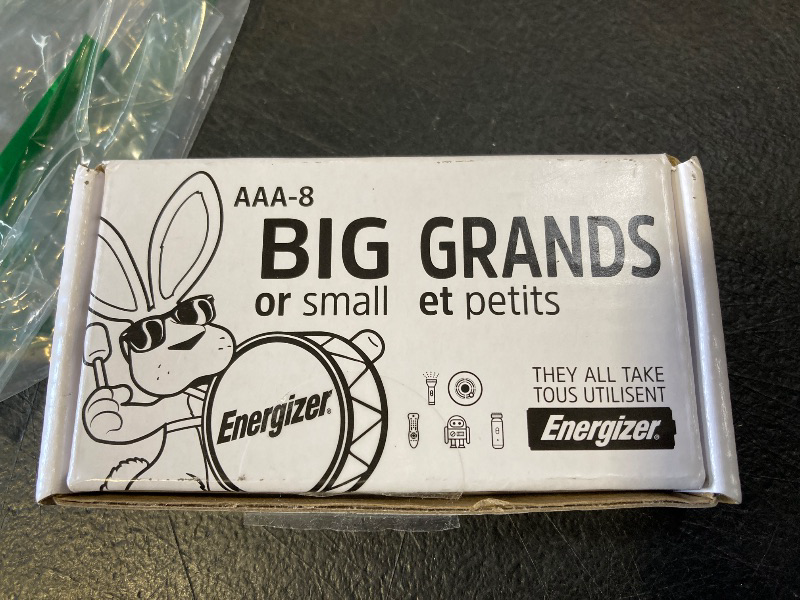 AAA-8
BIG GRANDS
or small et petits
THEY ALL TAKE
TOUS UTILISENT
Energizer®
Energizer®